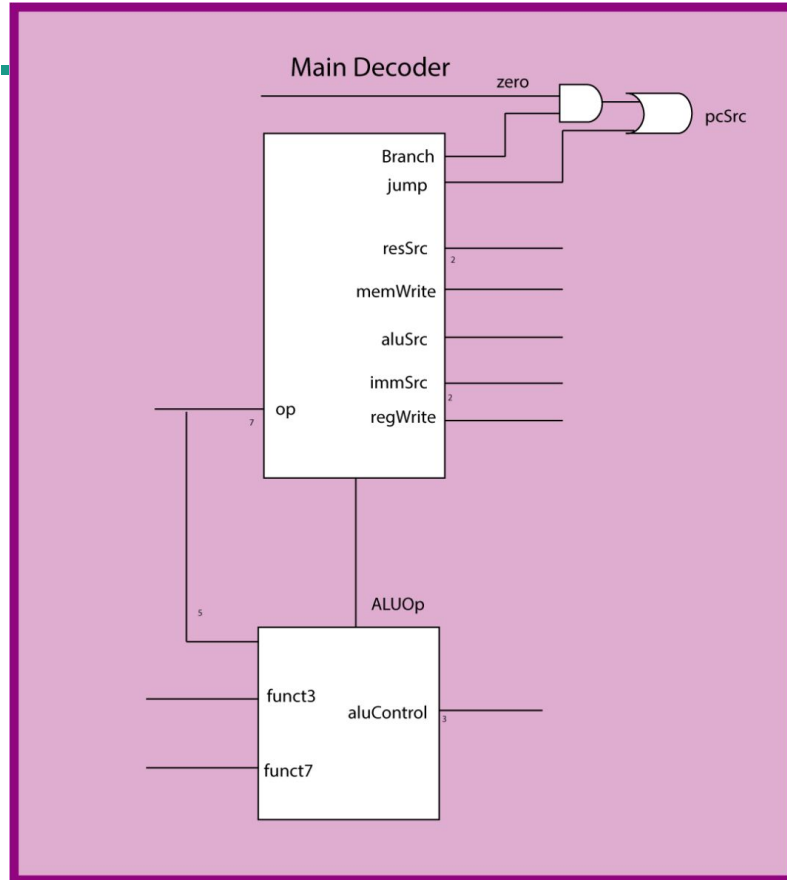 Main Decoder
zero
pcSrc
Branch
jump
resSrc
2
memWrite
aluSrc
immSrc
2
op
7
regWrite
ALUOp
5
funct3
aluControl
3
funct7